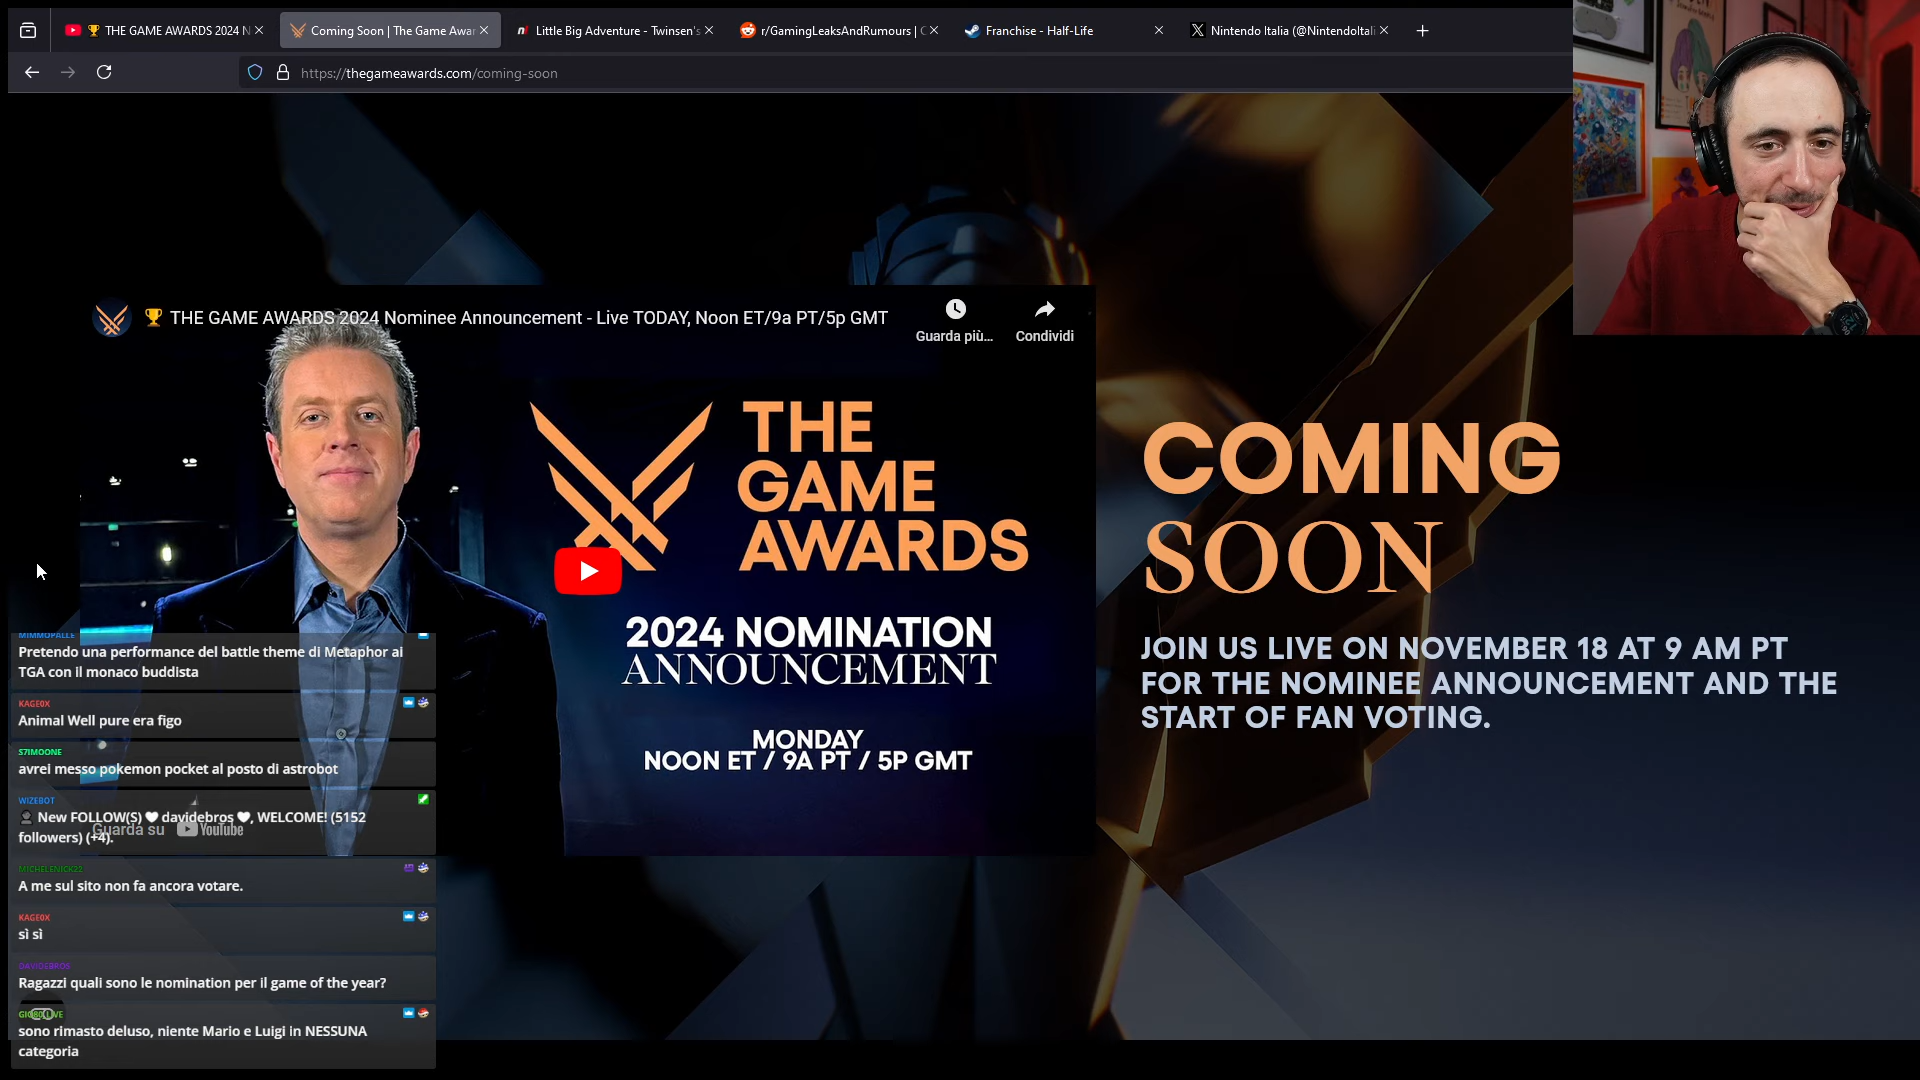 THE GAME AWARDS 2024 N
Coming Soon | The Game Awar
Little Big Adventure - Twinsen's
r/GamingLeaksAndRumours |
Franchise - Half-Life
Nintendo Italia (@NintendoItali
https://thegameawards.com/coming-soon
THE GAME AWARDS 2024 Nominee Announcement - Live TODAY, Noon ET/9a PT/5p GMT
Guarda più...
Condividi
THE
GAME
AWARDS
2024 NOMINATION
ANNOUNCEMENT
MONDAY
NOON ET / 9A PT / 5P GMT
Guarda su YouTube
COMING
SOON
JOIN US LIVE ON NOVEMBER 18 AT 9 AM PT
FOR THE NOMINEE ANNOUNCEMENT AND THE
START OF FAN VOTING.
MIMMOPALLE
Pretendo una performance del battle theme di Metaphor ai
TGA con il monaco buddista
KAGE0X
Animal Well pure era figo
S7IMOONE
avrei messo pokemon pocket al posto di astrobot
WIZEBOT
New FOLLOW(S) ♥ davidebros ♥, WELCOME! (5152
followers) (+4).
MICHELENICK22
A me sul sito non fa ancora votare.
KAGE0X
sì sì
DAVIDEBROS
Ragazzi quali sono le nomination per il game of the year?
sono rimasto deluso, niente Mario e Luigi in NESSUNA
categoria